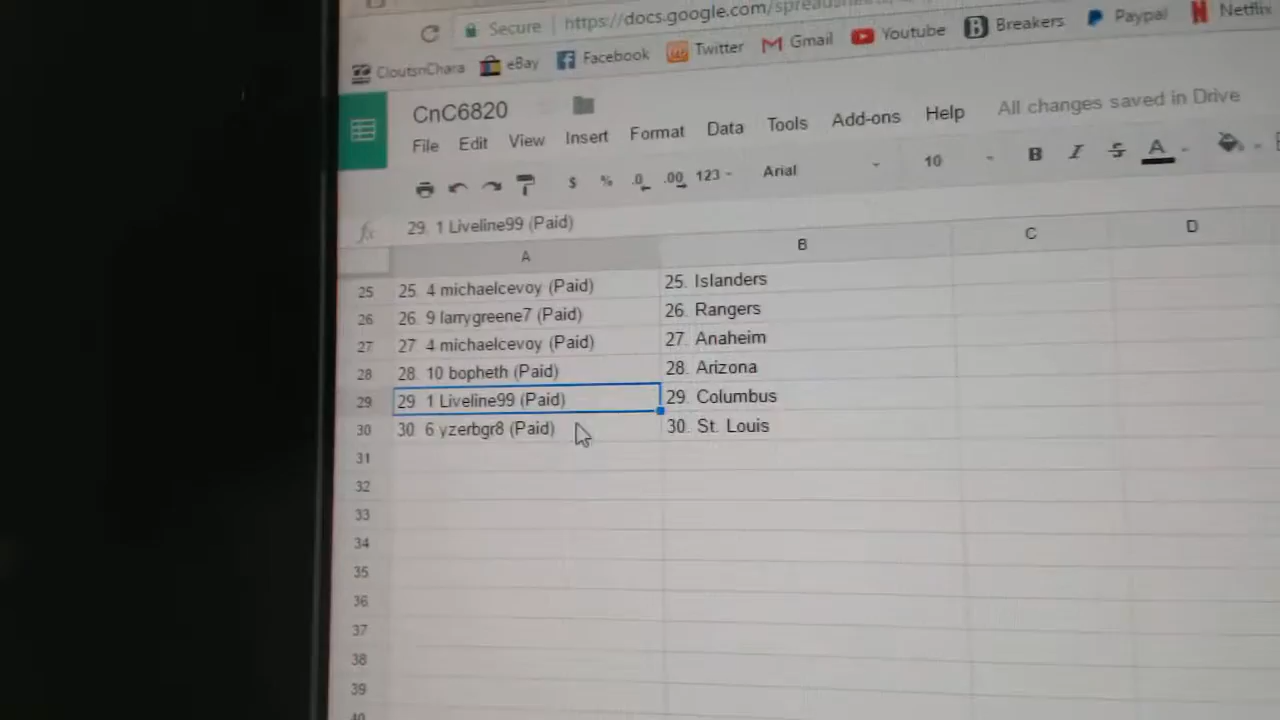 Secure https://docs.google.com/spreadsheets
CloutsnChara eBay Facebook Twitter Gmail Youtube Breakers Paypal Netflix
CnC6820
File Edit View Insert Format Data Tools Add-ons Help All changes saved in Drive
$ % .0 .00 123 Arial 10 B I S A
fx 29. 1 Liveline99 (Paid)
A B C D
25 25. 4 michaelcevoy (Paid) 25. Islanders
26 26. 9 larrygreene7 (Paid) 26. Rangers
27 27. 4 michaelcevoy (Paid) 27. Anaheim
28 28. 10 bopheth (Paid) 28. Arizona
29 29. 1 Liveline99 (Paid) 29. Columbus
30 30. 6 yzerbgr8 (Paid) 30. St. Louis
31
32
33
34
35
36
37
38
39
40